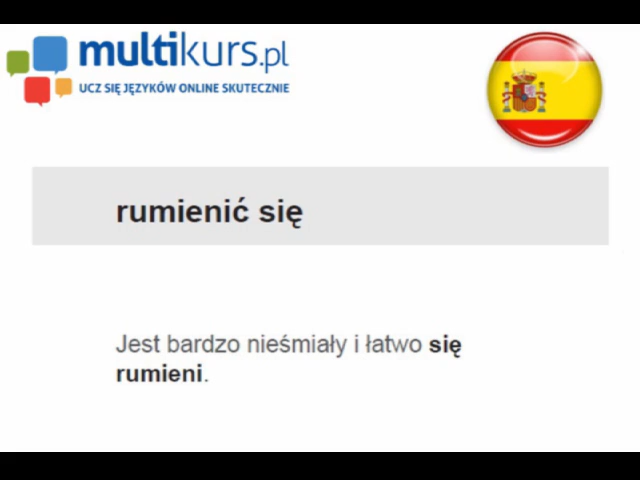 multikurs.pl
UCZ SIĘ JĘZYKÓW ONLINE SKUTECZNIE
rumienić się
Jest bardzo nieśmiały i łatwo się
rumieni.